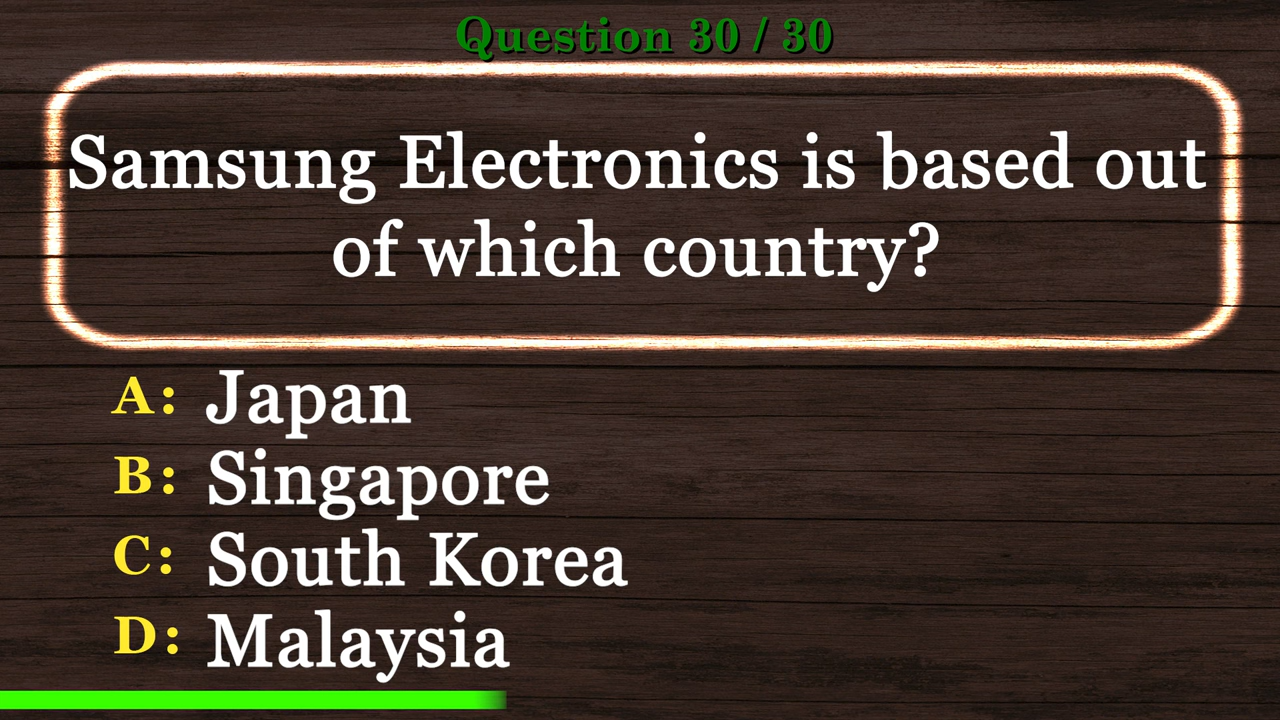 Question 30 / 30
Samsung Electronics is based out
of which country?
A: Japan
B: Singapore
C: South Korea
D: Malaysia